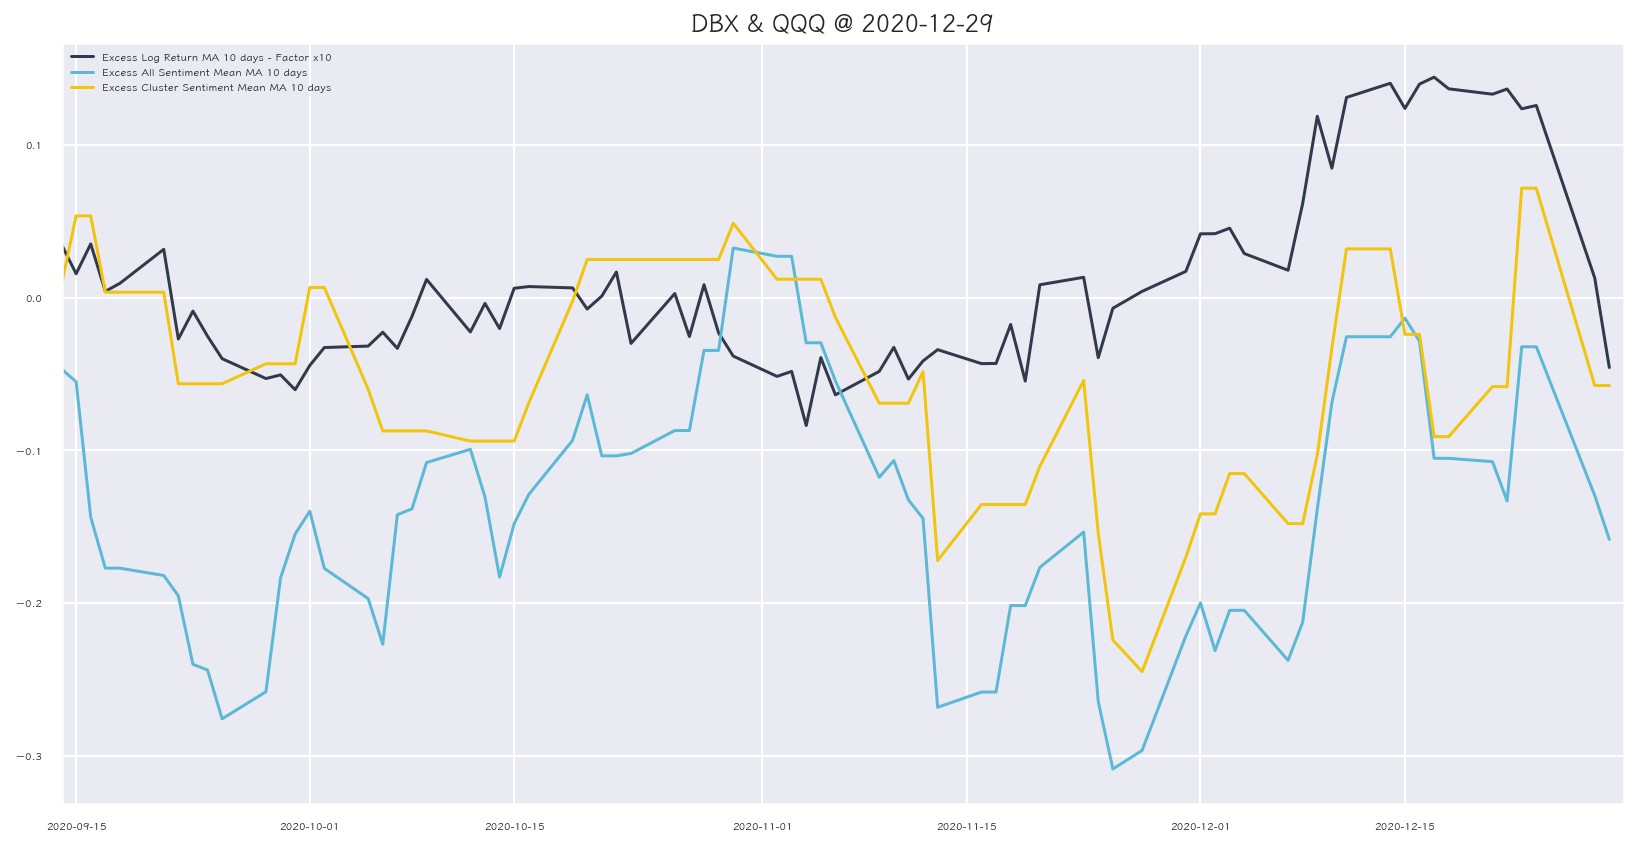 DBX & QQQ @ 2020-12-29
Excess Log Return MA 10 days - Factor x10
Excess All Sentiment Mean MA 10 days
Excess Cluster Sentiment Mean MA 10 days
0.1
0.0
−0.1
−0.2
−0.3
2020-09-15 2020-10-01 2020-10-15 2020-11-01 2020-11-15 2020-12-01 2020-12-15